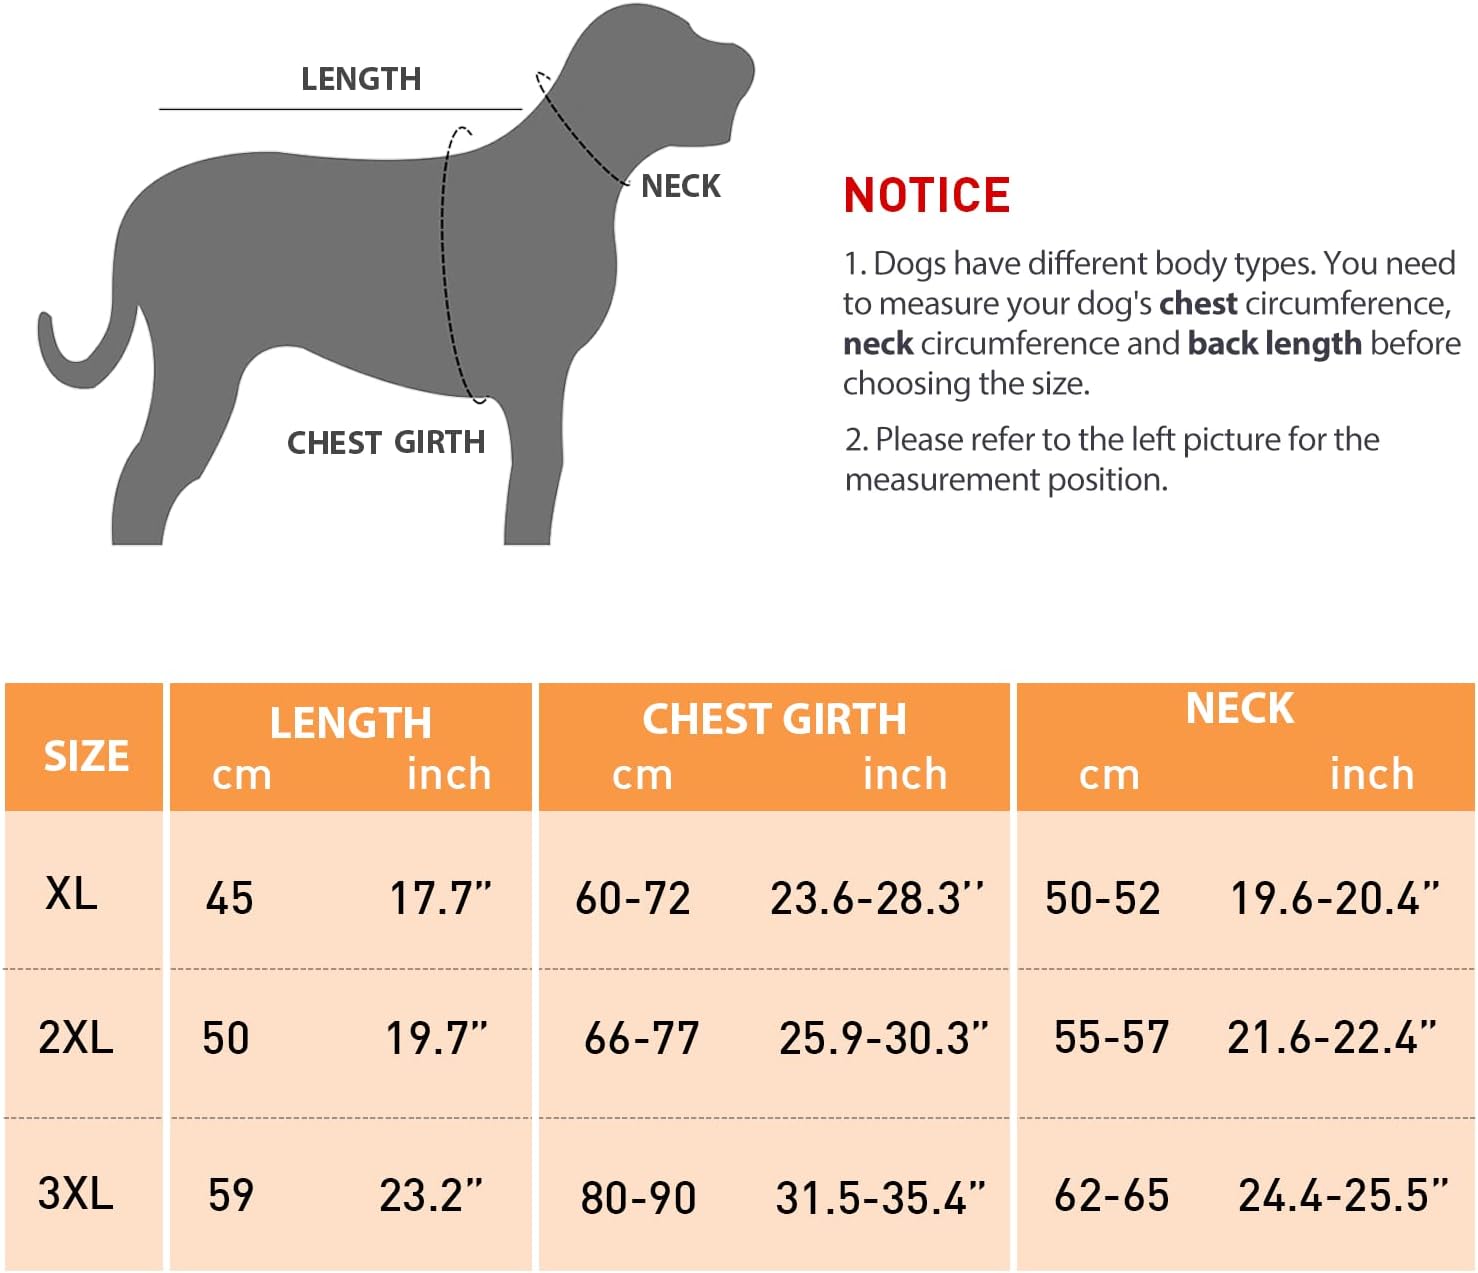 LENGTH
NECK
CHEST GIRTH
NOTICE
1. Dogs have different body types. You need
to measure your dog's chest circumference,
neck circumference and back length before
choosing the size.
2. Please refer to the left picture for the
measurement position.
SIZE LENGTH CHEST GIRTH NECK
cm inch cm inch cm inch
XL 45 17.7” 60-72 23.6-28.3’’ 50-52 19.6-20.4”
2XL 50 19.7” 66-77 25.9-30.3” 55-57 21.6-22.4”
3XL 59 23.2” 80-90 31.5-35.4” 62-65 24.4-25.5”